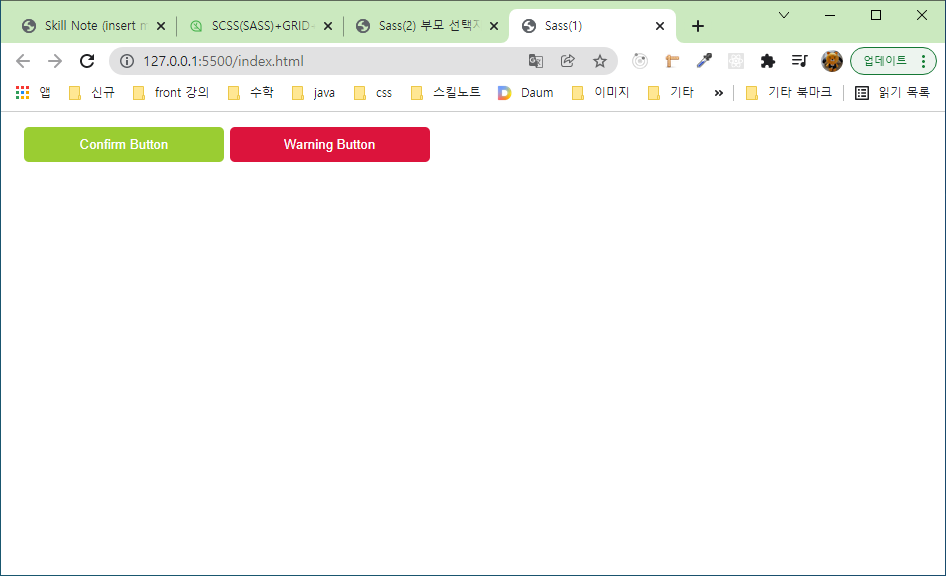 Skill Note (insert m SCSS(SASS)+GRID+ Sass(2) 부모 선택자 Sass(1)
127.0.0.1:5500/index.html 업데이트
앱 신규 front 강의 수학 java css 스킬노트 Daum 이미지 기타 » 기타 북마크 읽기 목록
Confirm Button Warning Button